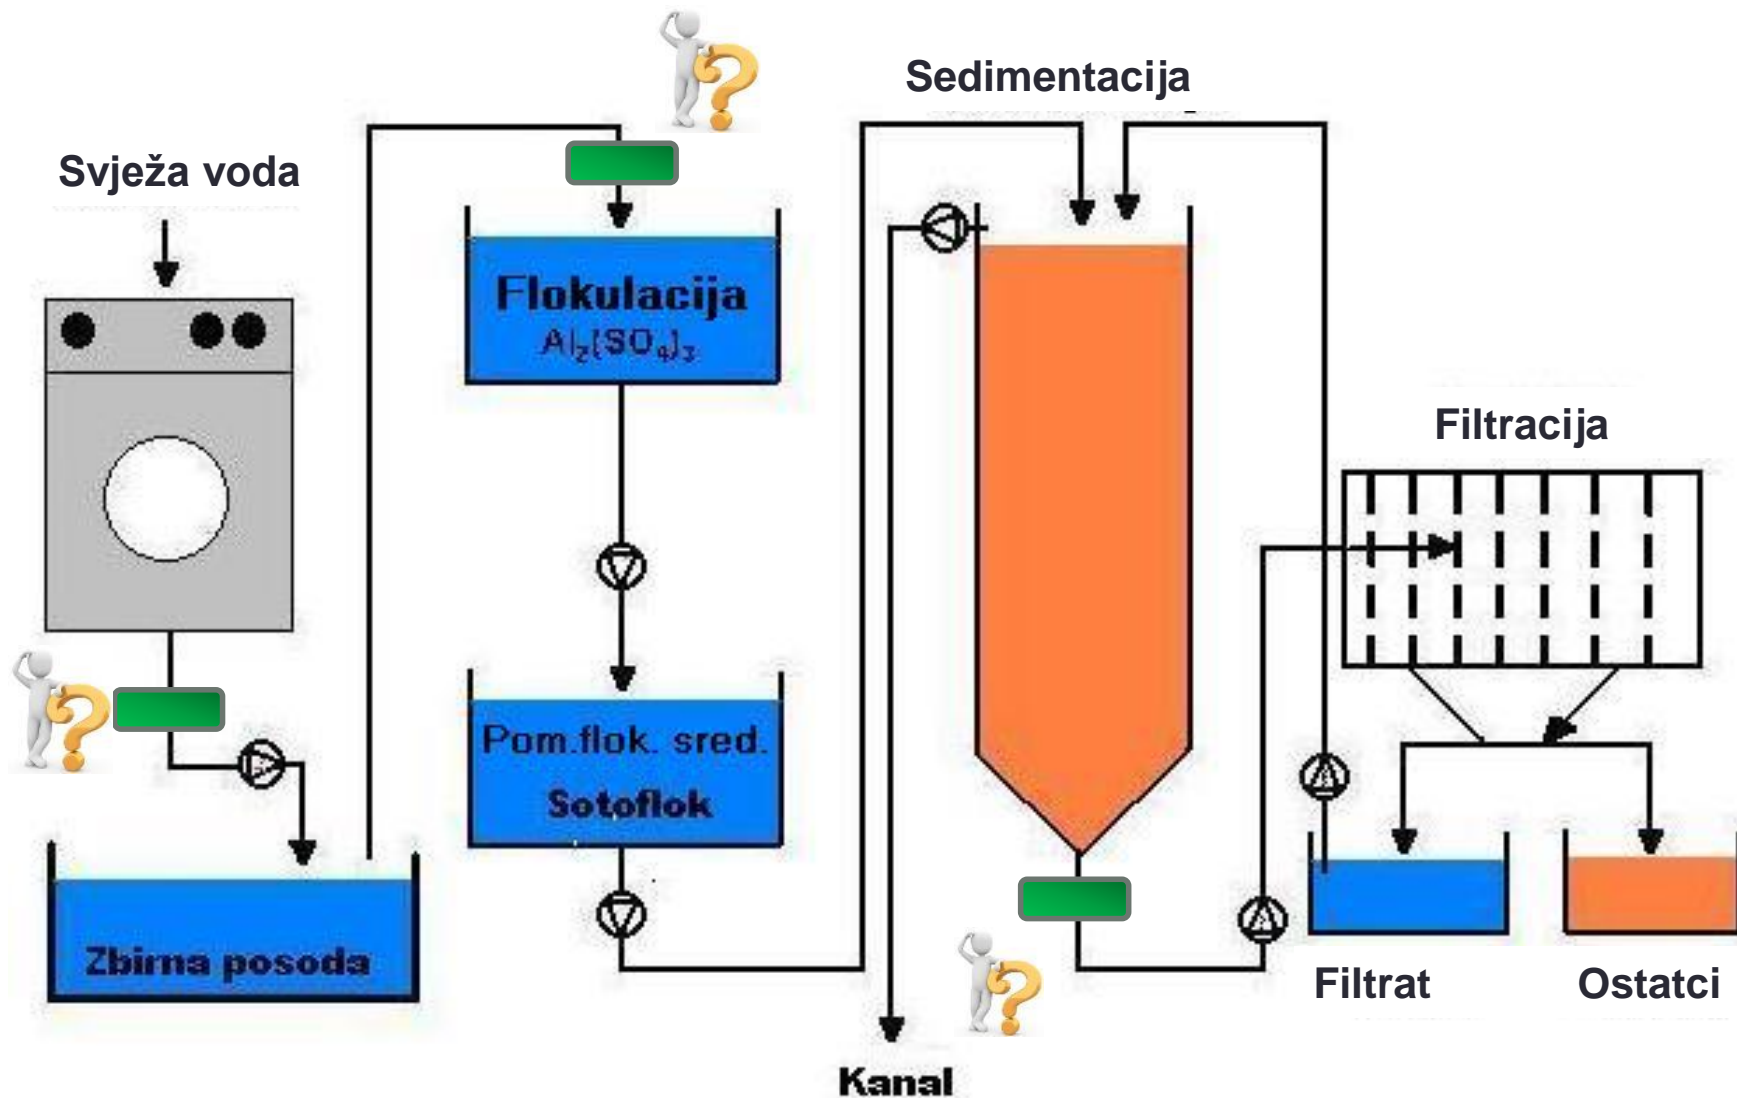 Sedimentacija
Svježa voda
Flokulacija
Al₂(SO₄)₃
Filtracija
Pom.flok. sred.
Sotoflok
Zbirna posoda
Filtrat
Ostatci
Kanal